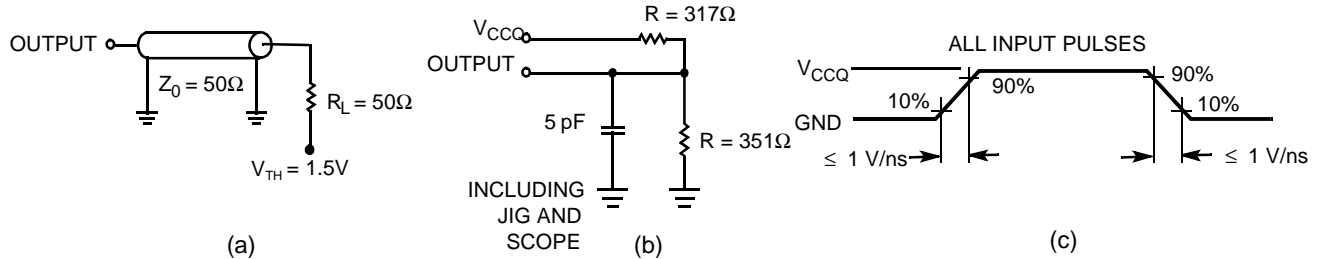 OUTPUT
Z0 = 50Ω
RL = 50Ω
VTH = 1.5V
(a)
R = 317Ω
VCCQ
OUTPUT
5 pF
R = 351Ω
INCLUDING
JIG AND
SCOPE
(b)
ALL INPUT PULSES
VCCQ
90%
90%
10%
10%
GND
≤ 1 V/ns
≤ 1 V/ns
(c)